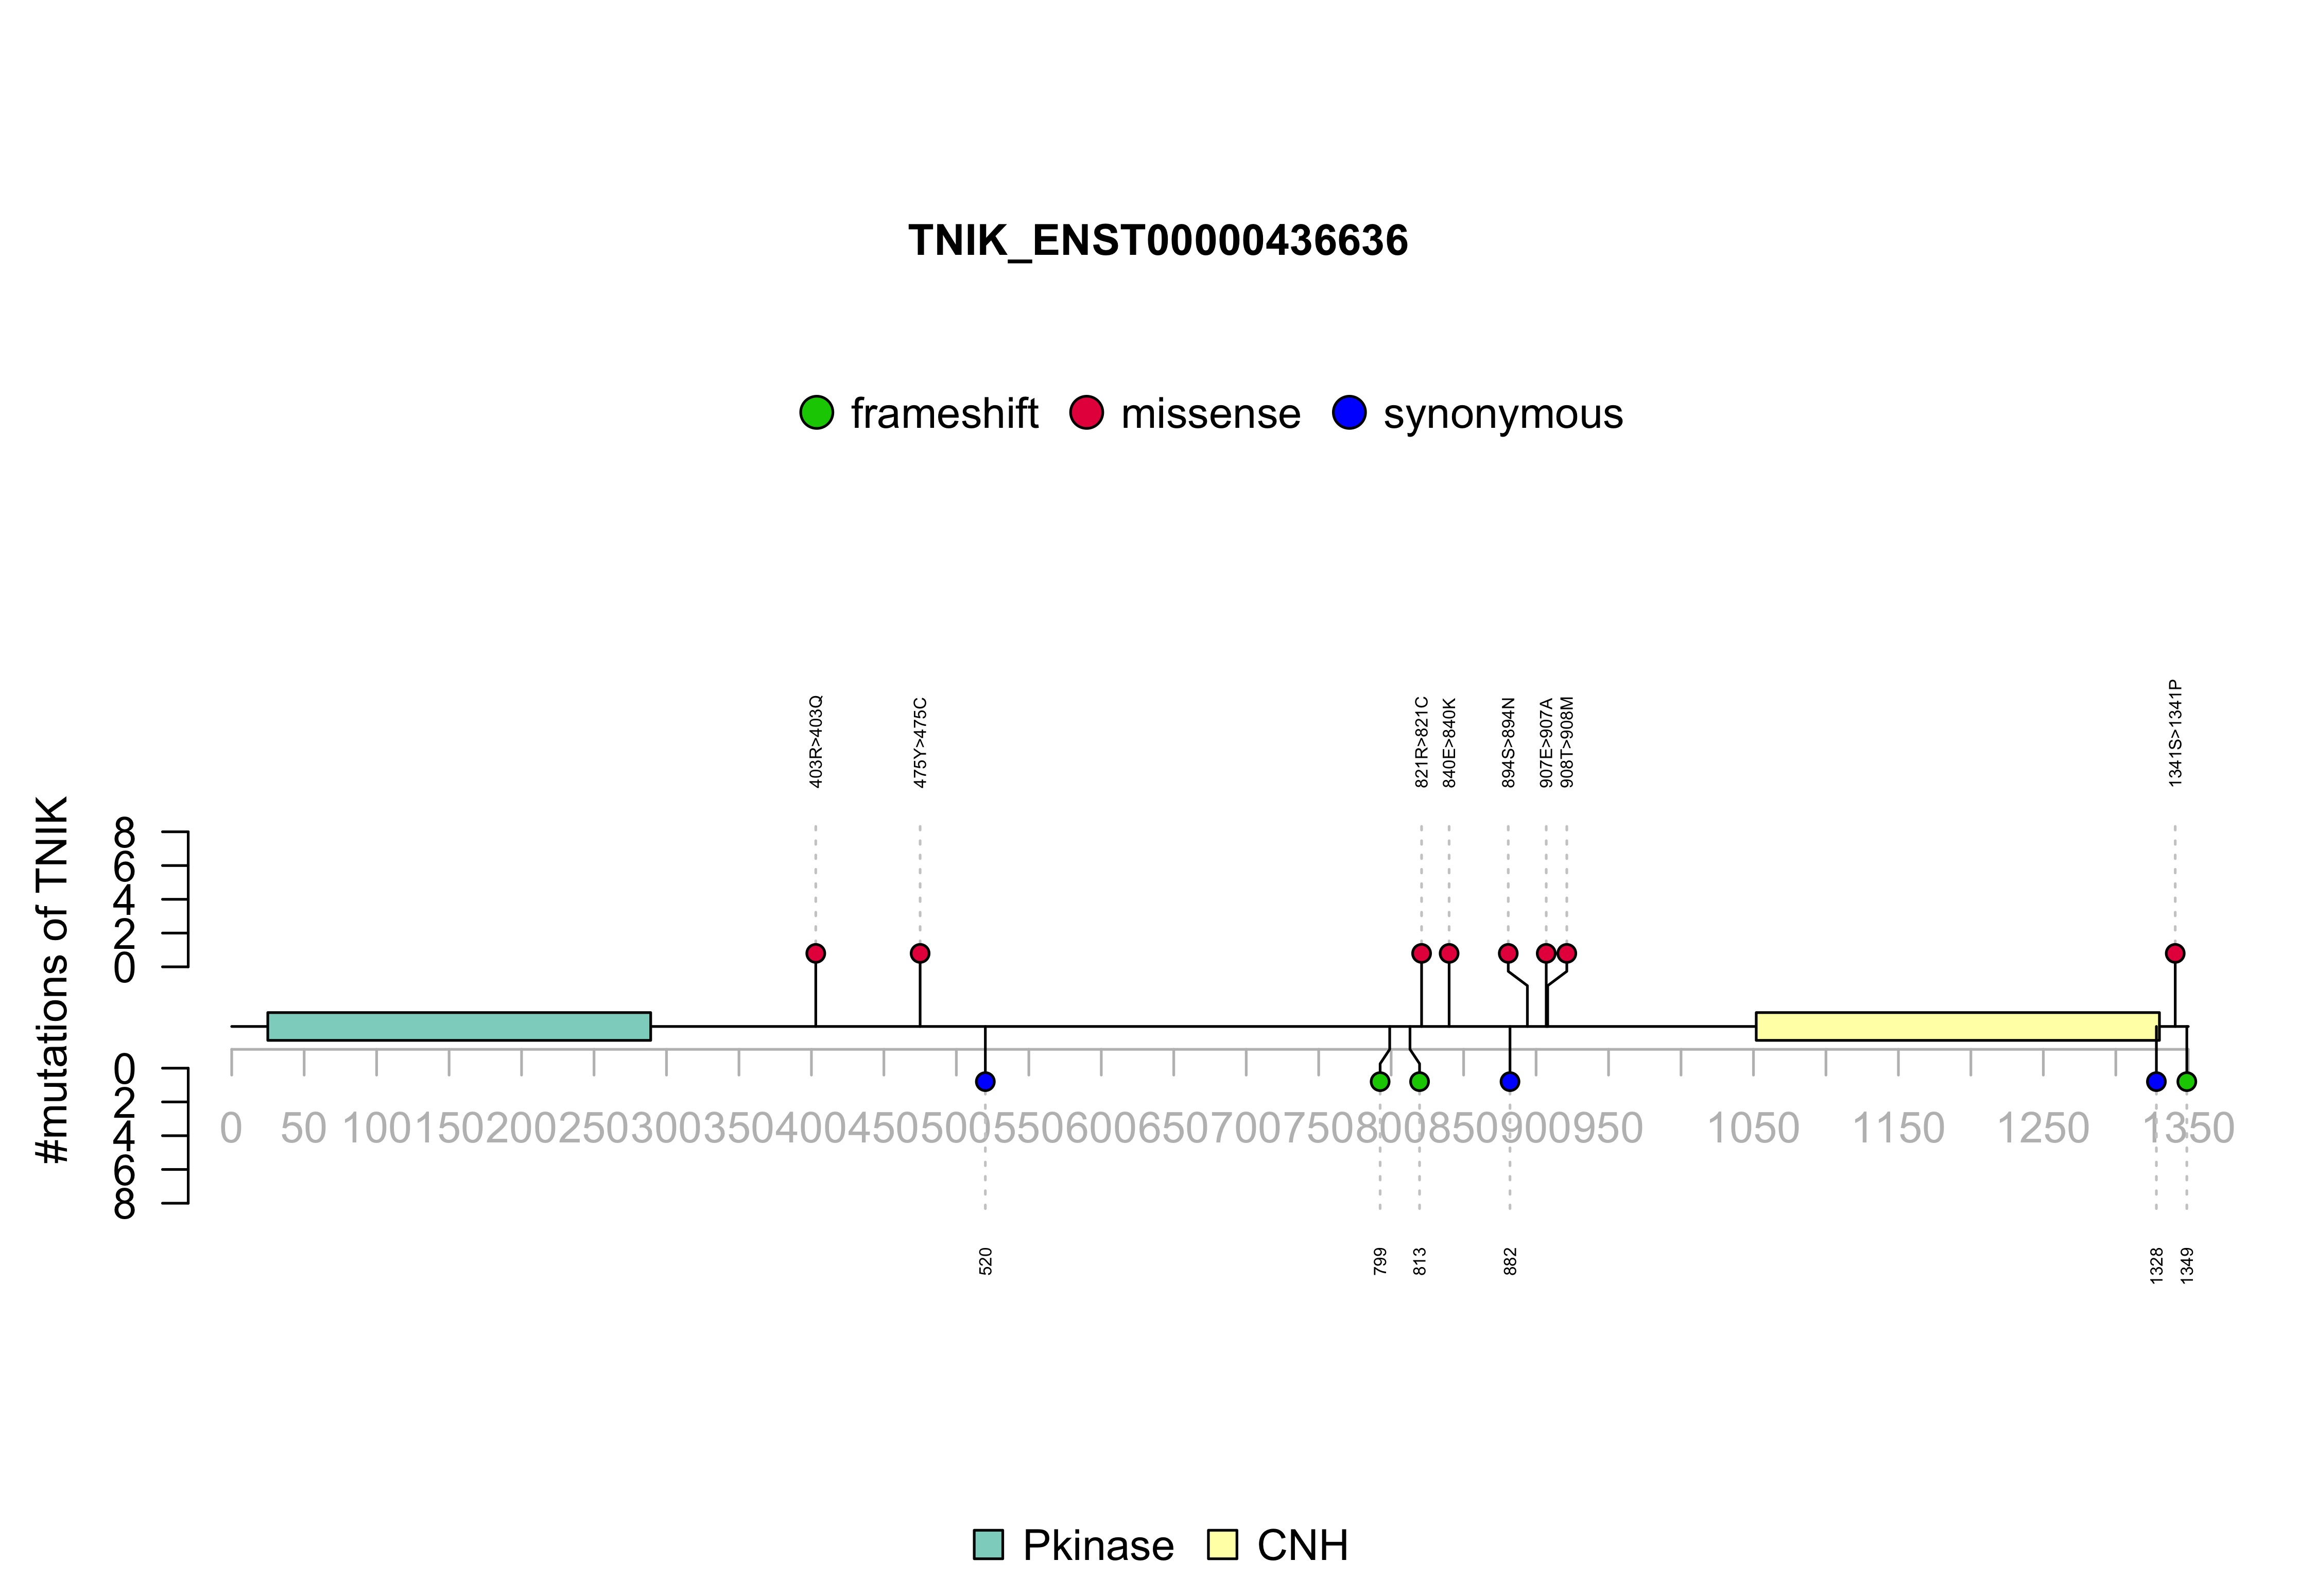 TNIK_ENST00000436636
frameshift missense synonymous
403R>403Q 475Y>475C 821R>821C 840E>840K 894S>894N 907E>907A 908T>908M 1341S>1341P
#mutations of TNIK
8
6
4
2
0
0
2
4
6
8
0 50 100 150 200 250 300 350 400 450 500 550 600 650 700 750 800 850 900 950 1050 1150 1250 1350
520 799 813 882 1328 1349
Pkinase CNH